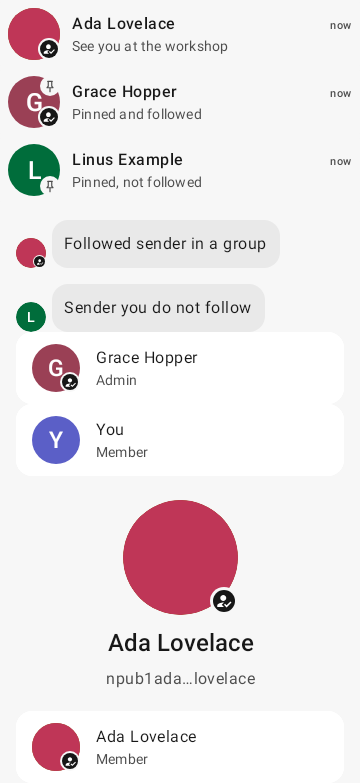 Ada Lovelace
now
See you at the workshop
G
Grace Hopper
now
Pinned and followed
L
Linus Example
now
Pinned, not followed
Followed sender in a group
L
Sender you do not follow
G
Grace Hopper
Admin
Y
You
Member
Ada Lovelace
npub1ada…lovelace
Ada Lovelace
Member